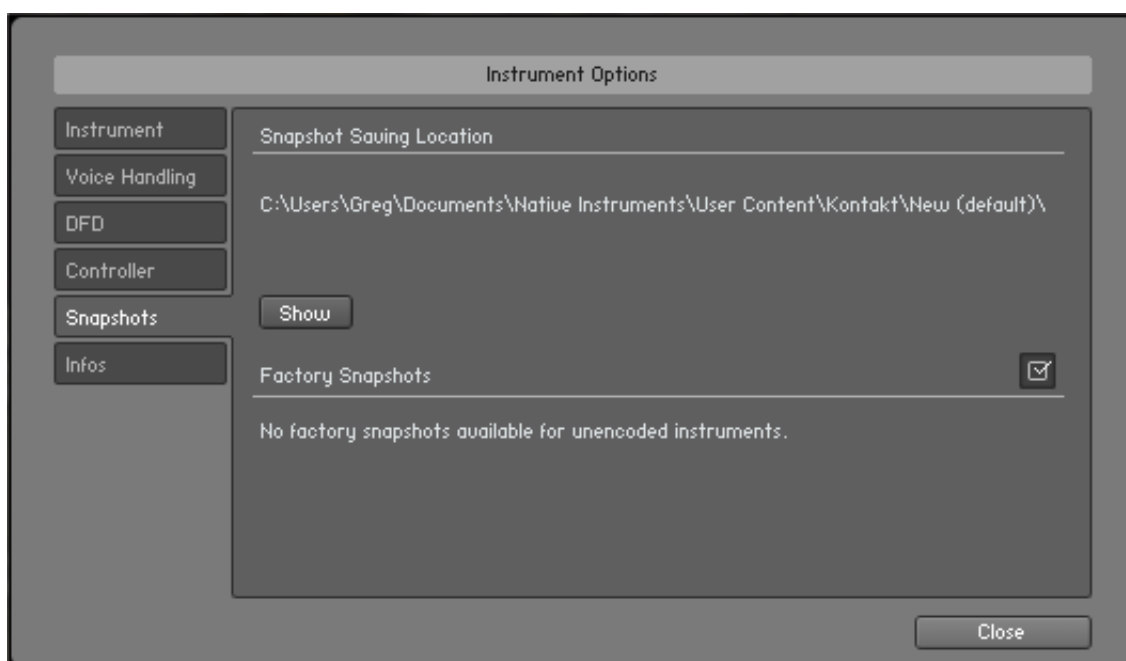 Instrument Options
Instrument
Voice Handling
DFD
Controller
Snapshots
Infos
Snapshot Saving Location
C:\Users\Greg\Documents\Native Instruments\User Content\Kontakt\New (default)\
Show
Factory Snapshots
No factory snapshots available for unencoded instruments.
Close